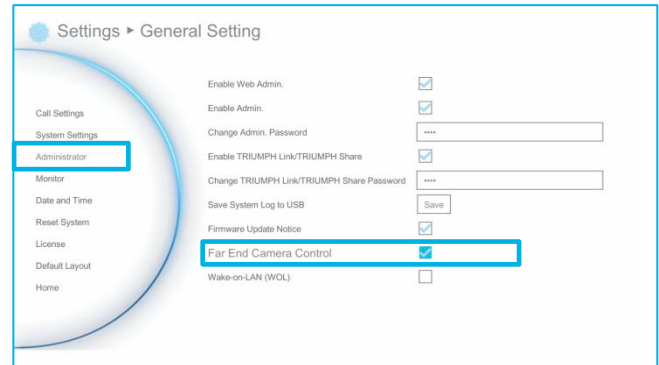 Settings ▸ General Setting
Call Settings
System Settings
Administrator
Monitor
Date and Time
Reset System
License
Default Layout
Home
Enable Web Admin.
Enable Admin.
Change Admin. Password ••••
Enable TRIUMPH Link/TRIUMPH Share
Change TRIUMPH Link/TRIUMPH Share Password ••••
Save System Log to USB Save
Firmware Update Notice
Far End Camera Control
Wake-on-LAN (WOL)